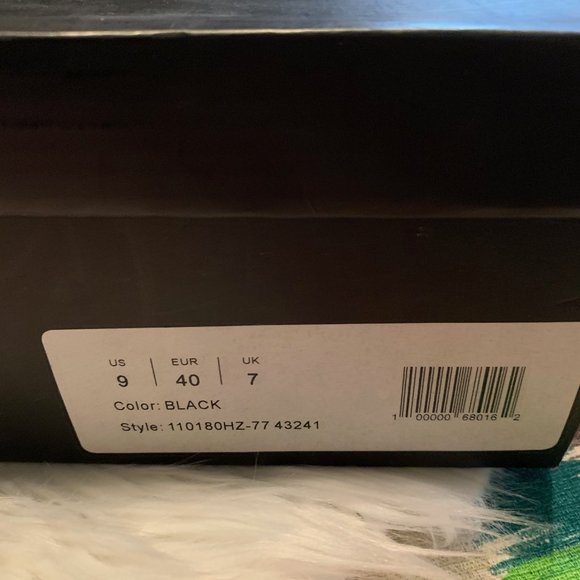 US | EUR | UK
9 | 40 | 7
Color: BLACK
Style: 110180HZ-77 43241
1 00000 68016 2